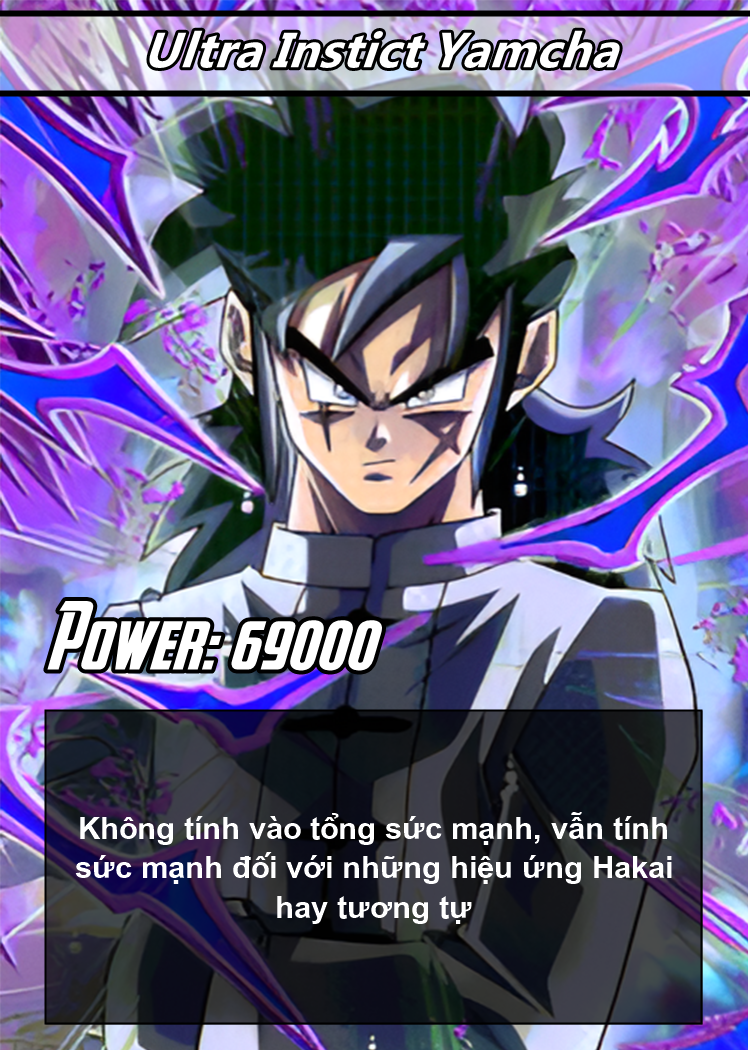 Ultra Instict Yamcha
POWER: 69000
Không tính vào tổng sức mạnh, vẫn tính
sức mạnh đối với những hiệu ứng Hakai
hay tương tự